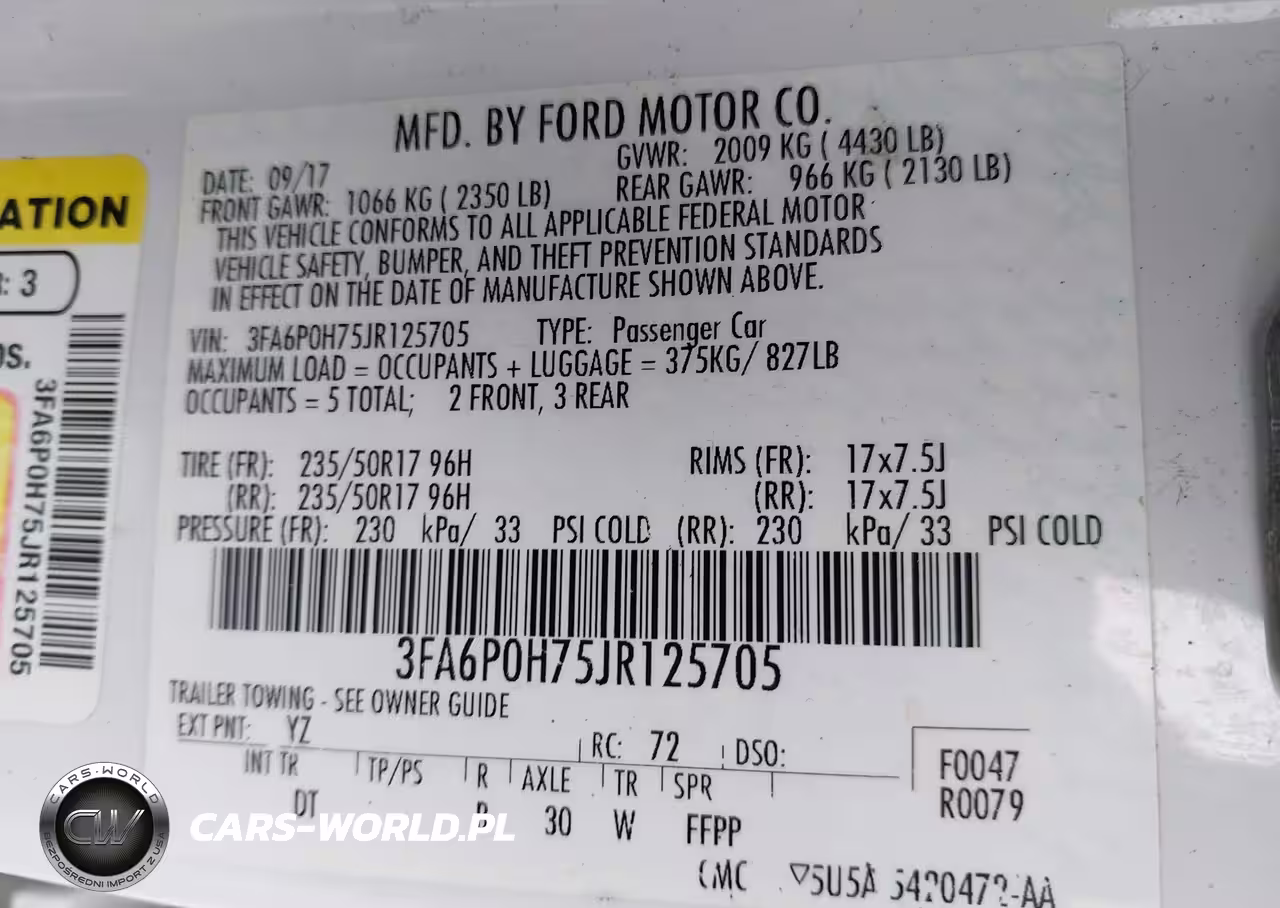 MFD. BY FORD MOTOR CO.
DATE: 09/17 GVWR: 2009 KG ( 4430 LB)
FRONT GAWR: 1066 KG ( 2350 LB) REAR GAWR: 966 KG ( 2130 LB)
THIS VEHICLE CONFORMS TO ALL APPLICABLE FEDERAL MOTOR
VEHICLE SAFETY, BUMPER, AND THEFT PREVENTION STANDARDS
IN EFFECT ON THE DATE OF MANUFACTURE SHOWN ABOVE.
VIN: 3FA6P0H75JR125705 TYPE: Passenger Car
MAXIMUM LOAD = OCCUPANTS + LUGGAGE = 375KG/ 827LB
OCCUPANTS = 5 TOTAL; 2 FRONT, 3 REAR
TIRE (FR): 235/50R17 96H RIMS (FR): 17x7.5J
(RR): 235/50R17 96H (RR): 17x7.5J
PRESSURE (FR): 230 kPa/ 33 PSI COLD (RR): 230 kPa/ 33 PSI COLD
3FA6P0H75JR125705
TRAILER TOWING - SEE OWNER GUIDE
EXT PNT: YZ RC: 72 DSO:
INT TR TP/PS R AXLE TR SPR
DT 30 W FFPP
F0047
R0079
ATION
: 3
3FA6P0H75JR125705
CARS-WORLD
CW
BEZPOŚREDNI IMPORT Z USA
CARS-WORLD.PL